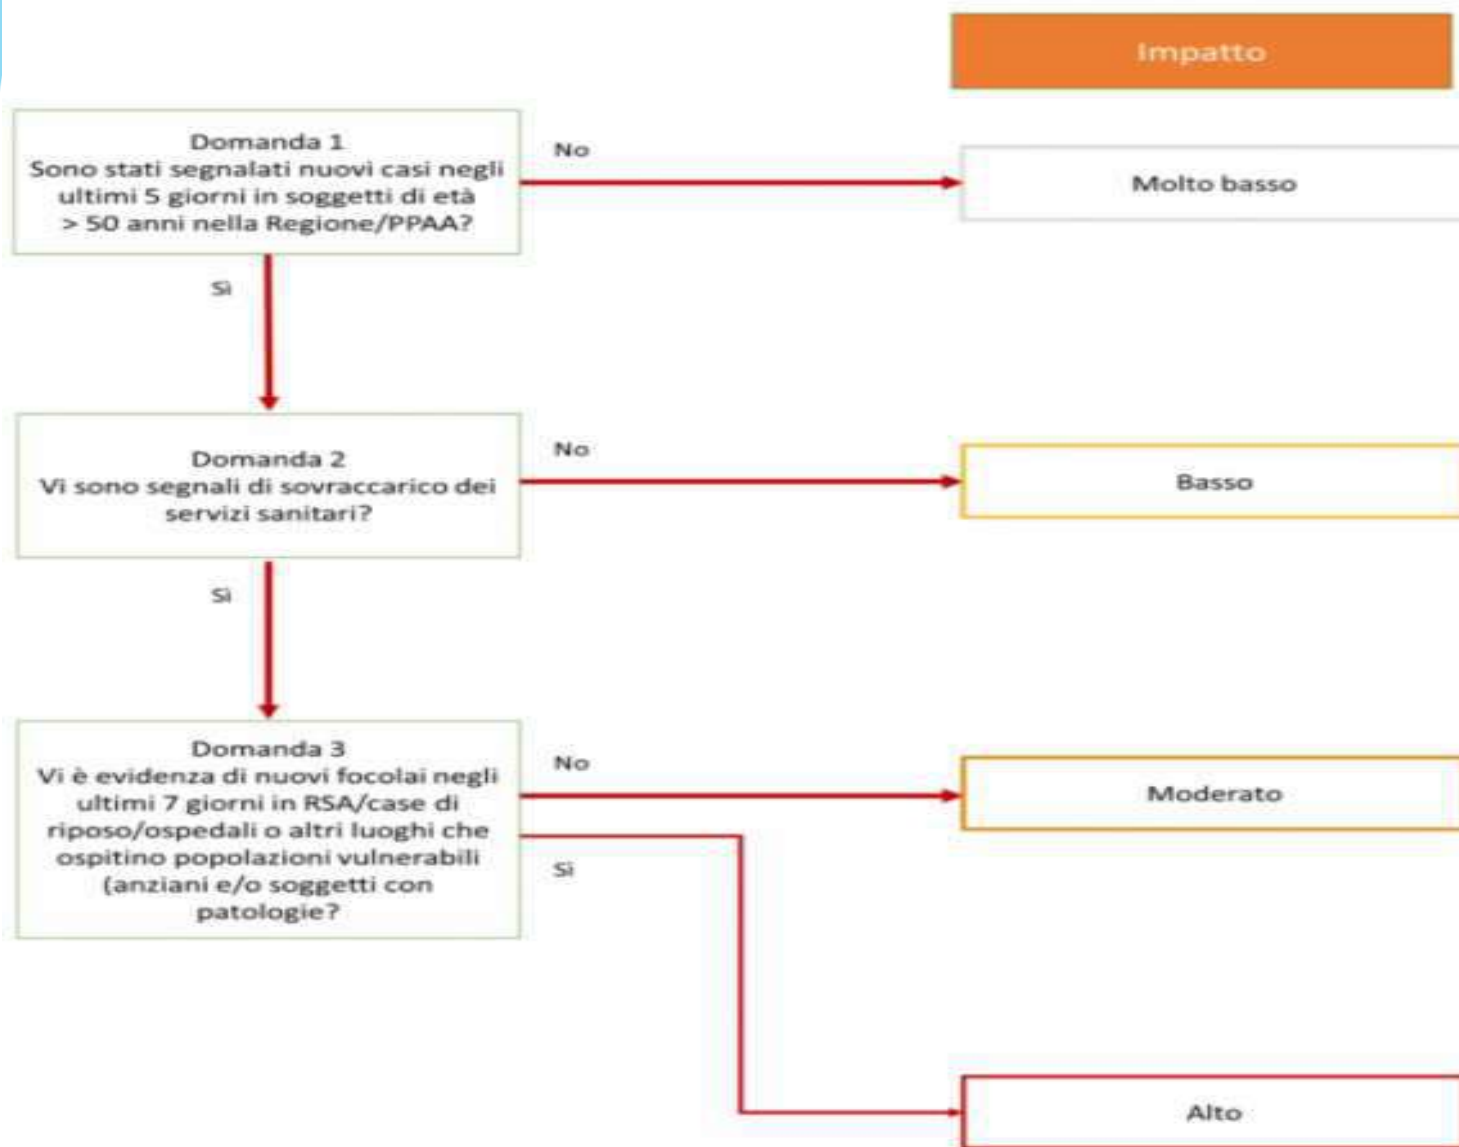 Impatto
Domanda 1
Sono stati segnalati nuovi casi negli
ultimi 5 giorni in soggetti di età
> 50 anni nella Regione/PPAA?
No
Molto basso
Sì
Domanda 2
Vi sono segnali di sovraccarico dei
servizi sanitari?
No
Basso
Sì
Domanda 3
Vi è evidenza di nuovi focolai negli
ultimi 7 giorni in RSA/case di
riposo/ospedali o altri luoghi che
ospitino popolazioni vulnerabili
(anziani e/o soggetti con
patologie?
No
Moderato
Sì
Alto